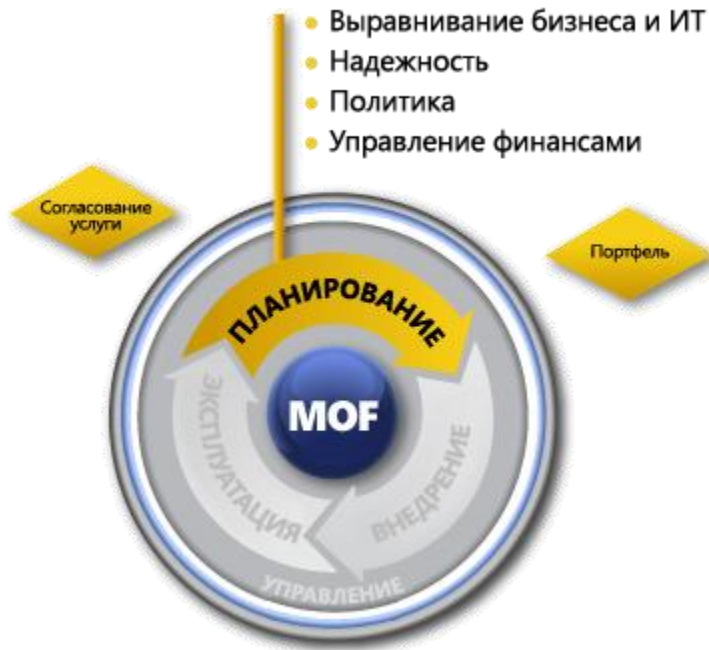 Выравнивание бизнеса и ИТ
Надежность
Политика
Управление финансами
Согласование
услуги
Портфель
ПЛАНИРОВАНИЕ
MOF
ЭКСПЛУАТАЦИЯ
ВНЕДРЕНИЕ
УПРАВЛЕНИЕ